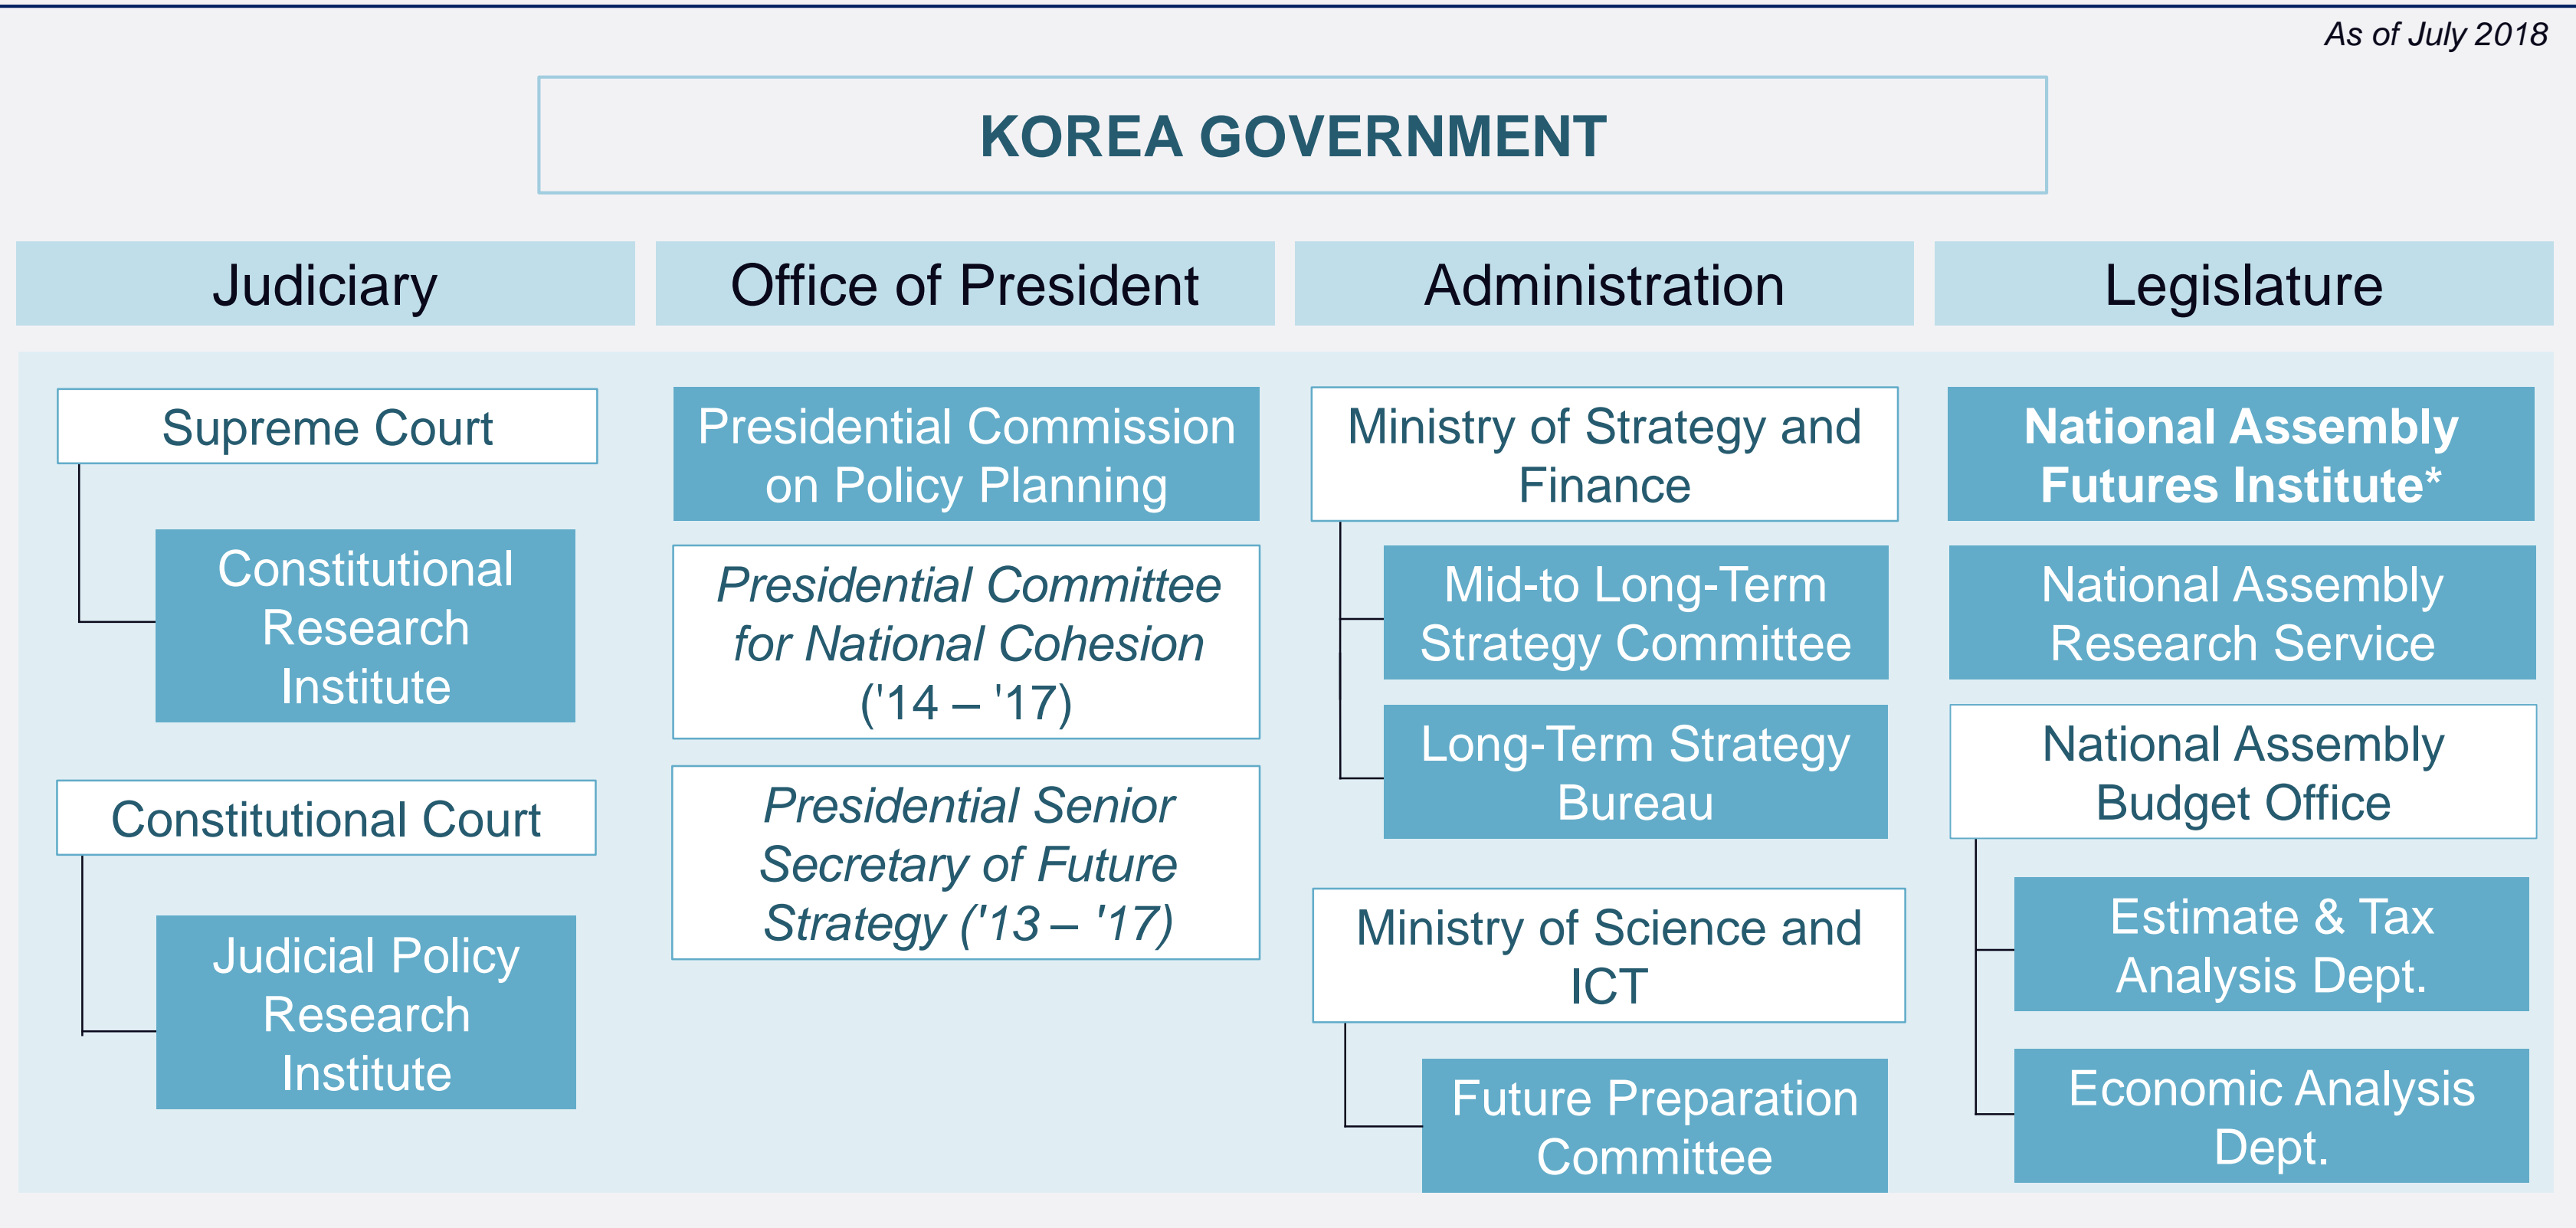 As of July 2018
KOREA GOVERNMENT
Judiciary
Office of President
Administration
Legislature
Supreme Court
Constitutional
Research
Institute
Constitutional Court
Judicial Policy
Research
Institute
Presidential Commission
on Policy Planning
Presidential Committee
for National Cohesion
('14 – '17)
Presidential Senior
Secretary of Future
Strategy ('13 – '17)
Ministry of Strategy and
Finance
Mid-to Long-Term
Strategy Committee
Long-Term Strategy
Bureau
Ministry of Science and
ICT
Future Preparation
Committee
National Assembly
Futures Institute*
National Assembly
Research Service
National Assembly
Budget Office
Estimate & Tax
Analysis Dept.
Economic Analysis
Dept.